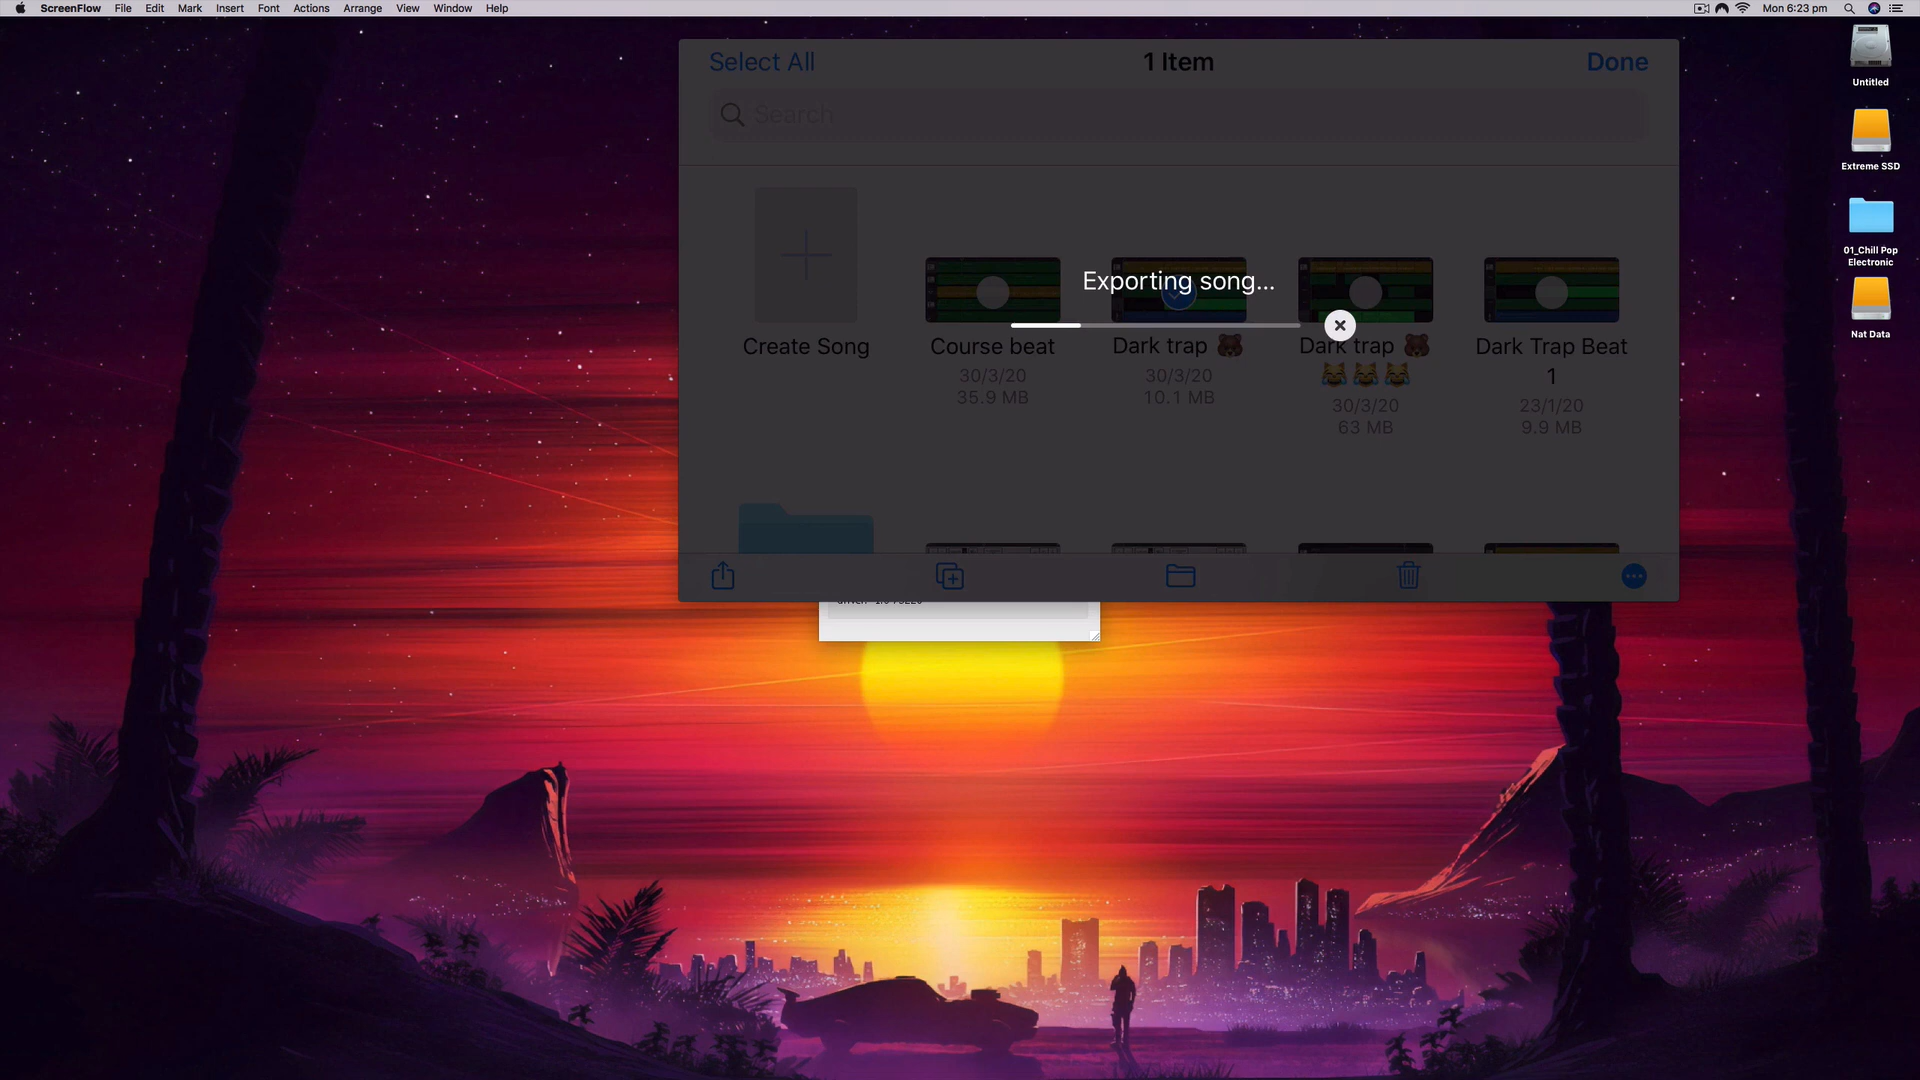 ScreenFlow File Edit Mark Insert Font Actions Arrange View Window Help
Mon 6:23 pm
Select All
1 Item
Done
Search
Exporting song...
Create Song
Course beat
30/3/20
35.9 MB
Dark trap 🐻
30/3/20
10.1 MB
Dark trap 🐻
😹😹😹
30/3/20
63 MB
Dark Trap Beat
1
23/1/20
9.9 MB
Untitled
Extreme SSD
01_Chill Pop
Electronic
Nat Data